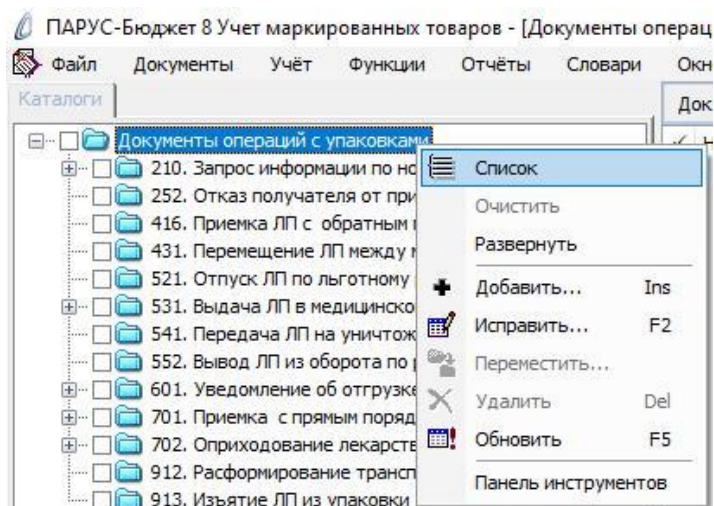 ПАРУС-Бюджет 8 Учет маркированных товаров - [Документы операц
Файл Документы Учёт Функции Отчёты Словари Окн
Каталоги
Док
Документы операций с упаковками
210. Запрос информации по но
252. Отказ получателя от при
416. Приемка ЛП с обратным
431. Перемещение ЛП между
521. Отпуск ЛП по льготному
531. Выдача ЛП в медицинско
541. Передача ЛП на уничтож
552. Вывод ЛП из оборота по
601. Уведомление об отгрузке
701. Приемка с прямым поряд
702. Оприходование лекарств
912. Расформирование трансп
913. Изъятие ЛП из упаковки
Список
Очистить
Развернуть
Добавить... Ins
Исправить... F2
Переместить...
Удалить Del
Обновить F5
Панель инструментов